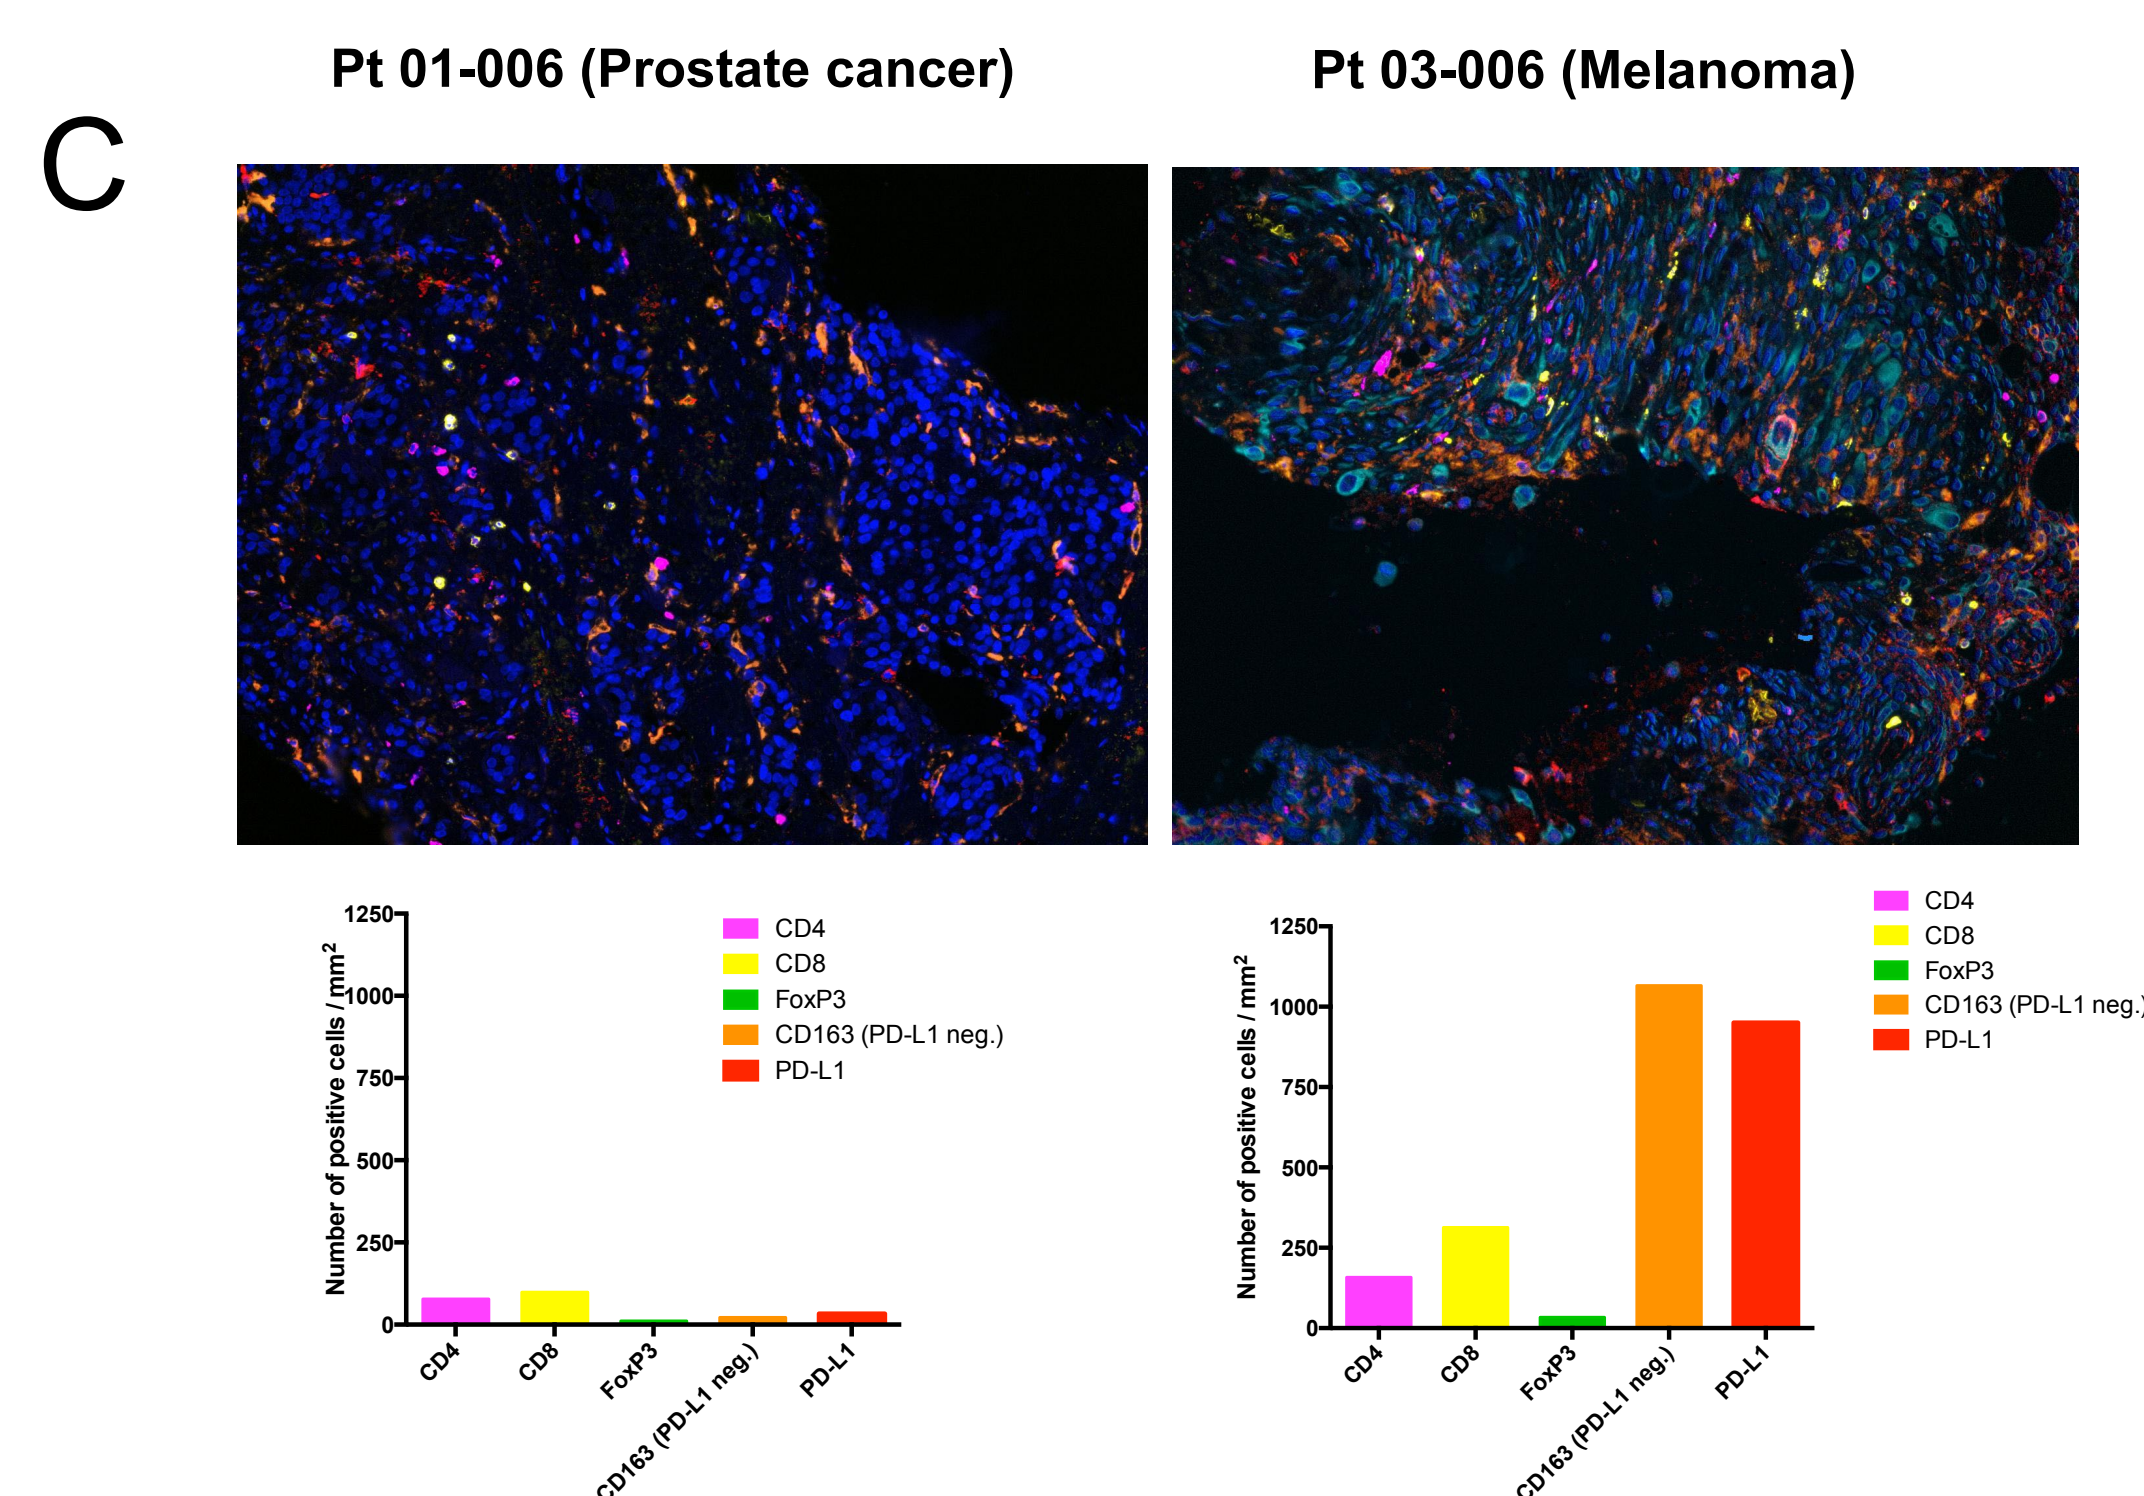 Pt 01-006 (Prostate cancer)
Pt 03-006 (Melanoma)
C
Number of positive cells / mm²
1250
1000
750
500
250
0
CD4
CD8
FoxP3
CD163 (PD-L1 neg.)
PD-L1
CD4
CD8
FoxP3
CD163 (PD-L1 neg.)
PD-L1
Number of positive cells / mm²
1250
1000
750
500
250
0
CD4
CD8
FoxP3
CD163 (PD-L1 neg.)
PD-L1
CD4
CD8
FoxP3
CD163 (PD-L1 neg.)
PD-L1